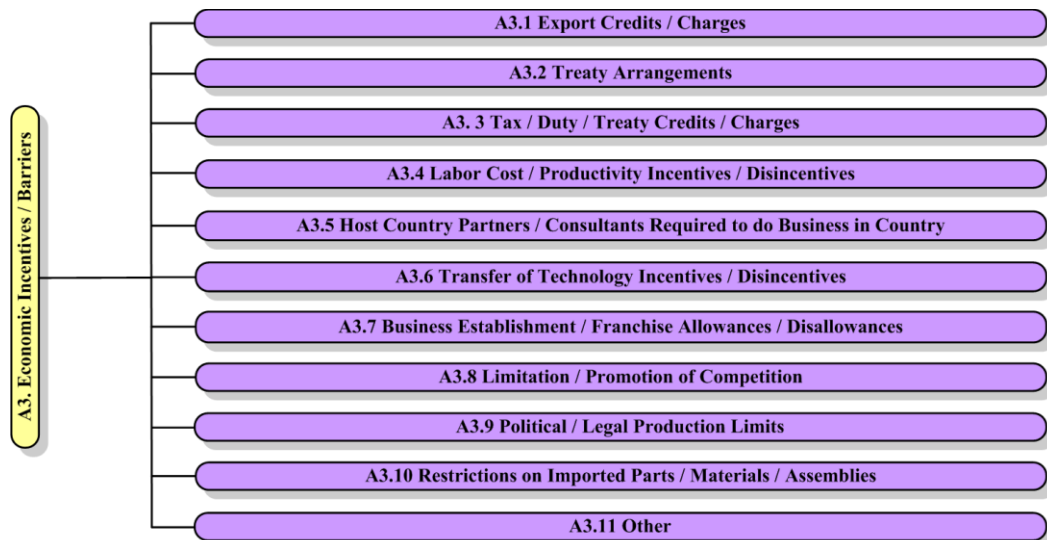 A3. Economic Incentives / Barriers
A3.1 Export Credits / Charges
A3.2 Treaty Arrangements
A3. 3 Tax / Duty / Treaty Credits / Charges
A3.4 Labor Cost / Productivity Incentives / Disincentives
A3.5 Host Country Partners / Consultants Required to do Business in Country
A3.6 Transfer of Technology Incentives / Disincentives
A3.7 Business Establishment / Franchise Allowances / Disallowances
A3.8 Limitation / Promotion of Competition
A3.9 Political / Legal Production Limits
A3.10 Restrictions on Imported Parts / Materials / Assemblies
A3.11 Other